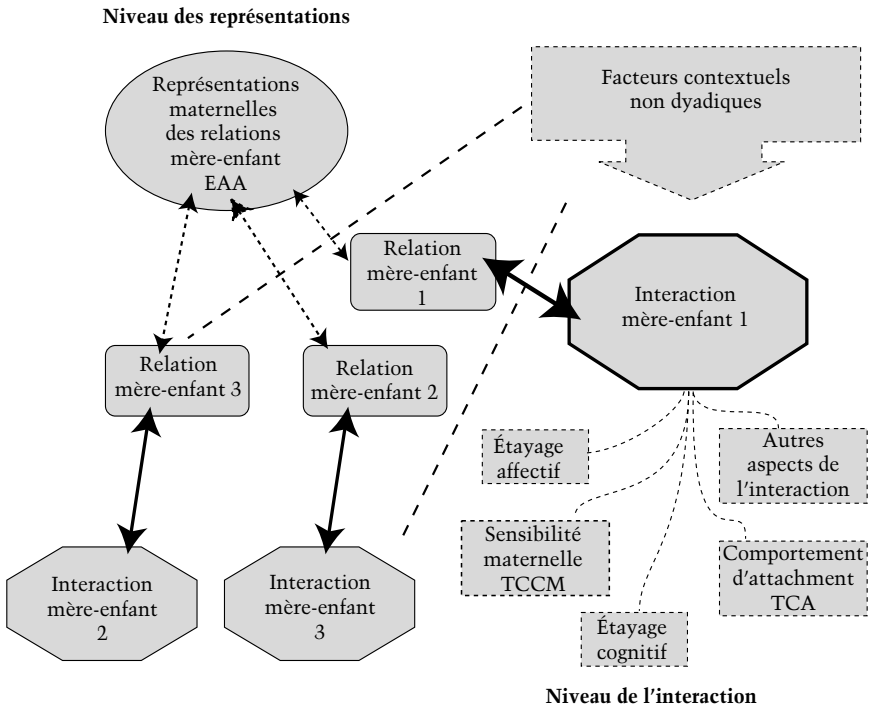 Niveau des représentations
Représentations
maternelles
des relations
mère-enfant
EAA
Facteurs contextuels
non dyadiques
Relation
mère-enfant
1
Interaction
mère-enfant 1
Relation
mère-enfant 3
Relation
mère-enfant 2
Étayage
affectif
Autres
aspects de
l'interaction
Sensibilité
maternelle
TCCM
Comportement
d'attachment
TCA
Étayage
cognitif
Interaction
mère-enfant
2
Interaction
mère-enfant
3
Niveau de l'interaction